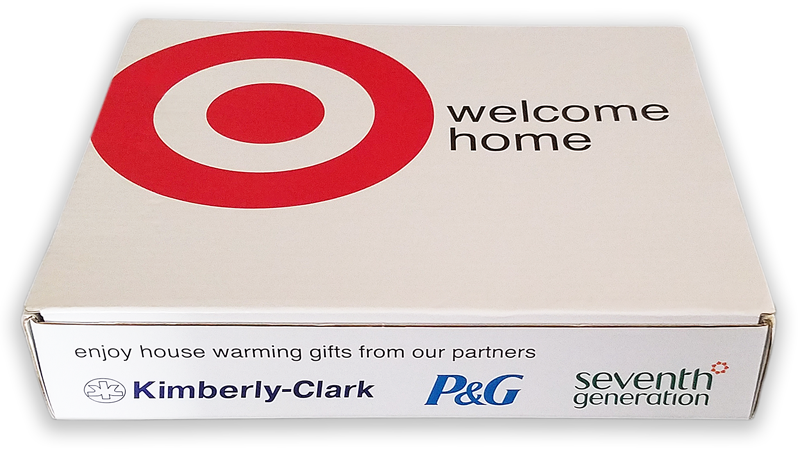 welcome
home
enjoy house warming gifts from our partners
Kimberly-Clark
P&G
seventh
generation